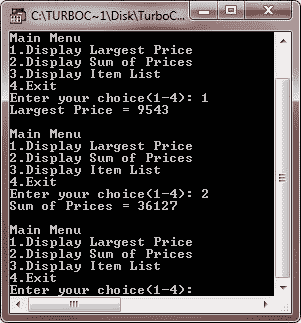 C:\TURBOC~1\Disk\TurboC...
Main Menu
1.Display Largest Price
2.Display Sum of Prices
3.Display Item List
4.Exit
Enter your choice(1-4): 1
Largest Price = 9543
Main Menu
1.Display Largest Price
2.Display Sum of Prices
3.Display Item List
4.Exit
Enter your choice(1-4): 2
Sum of Prices = 36127
Main Menu
1.Display Largest Price
2.Display Sum of Prices
3.Display Item List
4.Exit
Enter your choice(1-4):